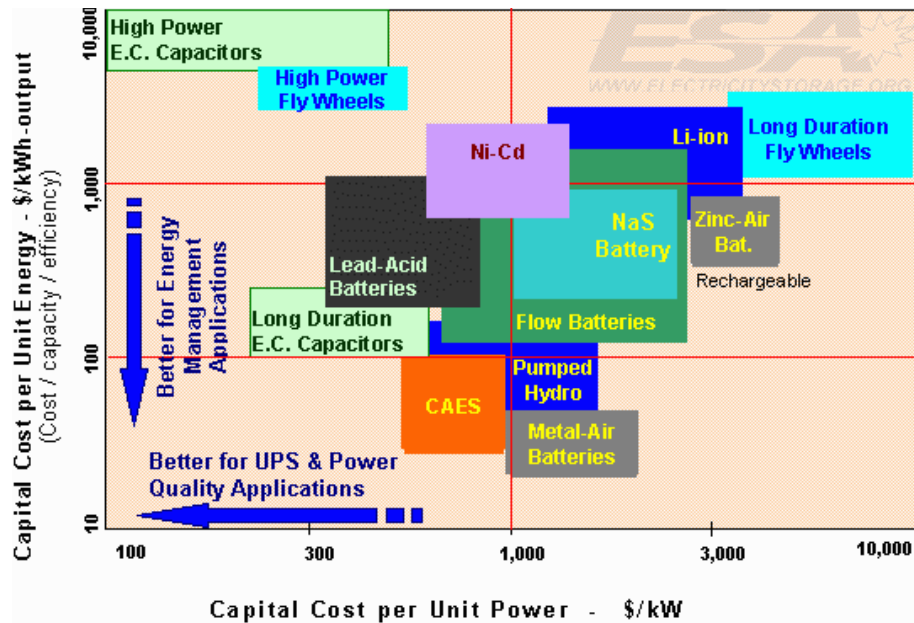 High Power
E.C. Capacitors
High Power
Fly Wheels
ESA
WWW.ELECTRICITYSTORAGE.ORG
Ni-Cd
Li-ion
Long Duration
Fly Wheels
Lead-Acid
Batteries
NaS
Battery
Zinc-Air
Bat.
Rechargeable
Flow Batteries
Long Duration
E.C. capacitors
CAES
Pumped
Hydro
Metal-Air
Batteries
Better for Energy
Management
Applications
Better for UPS & Power
Quality Applications
Capital Cost per Unit Energy - $/kWh-output
(Cost / capacity / efficiency)
10,000
1,000
100
10
100
300
1,000
3,000
10,000
Capital Cost per Unit Power - $/kW